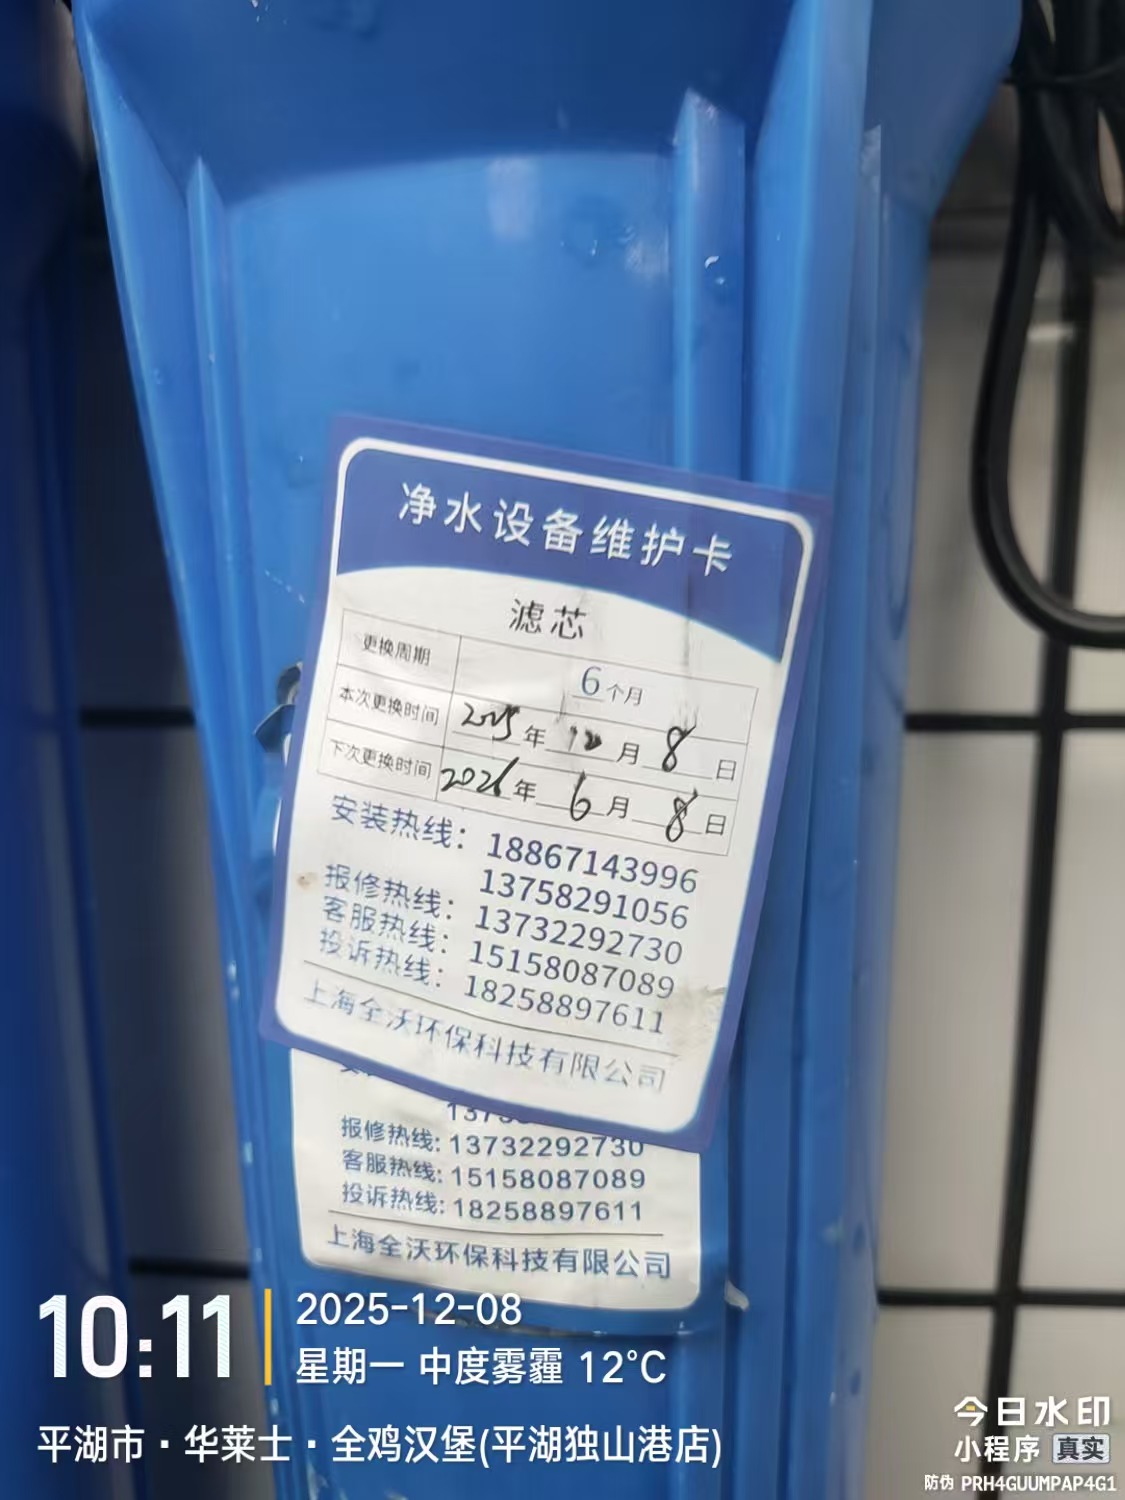 净水设备维护卡
滤芯
更换周期 6个月
本次更换时间 2025年12月8日
下次更换时间 2026年6月8日
安装热线：18867143996
13758291056
报修热线：13732292730
客服热线：15158087089
投诉热线：18258897611
上海全沃环保科技有限公司
报修热线:13732292730
客服热线:15158087089
投诉热线:18258897611
上海全沃环保科技有限公司
10:11
2025-12-08
星期一 中度雾霾 12°C
平湖市·华莱士·全鸡汉堡(平湖独山港店)
今日水印
小程序 真实
防伪 PRH4GUUMPAP4G1